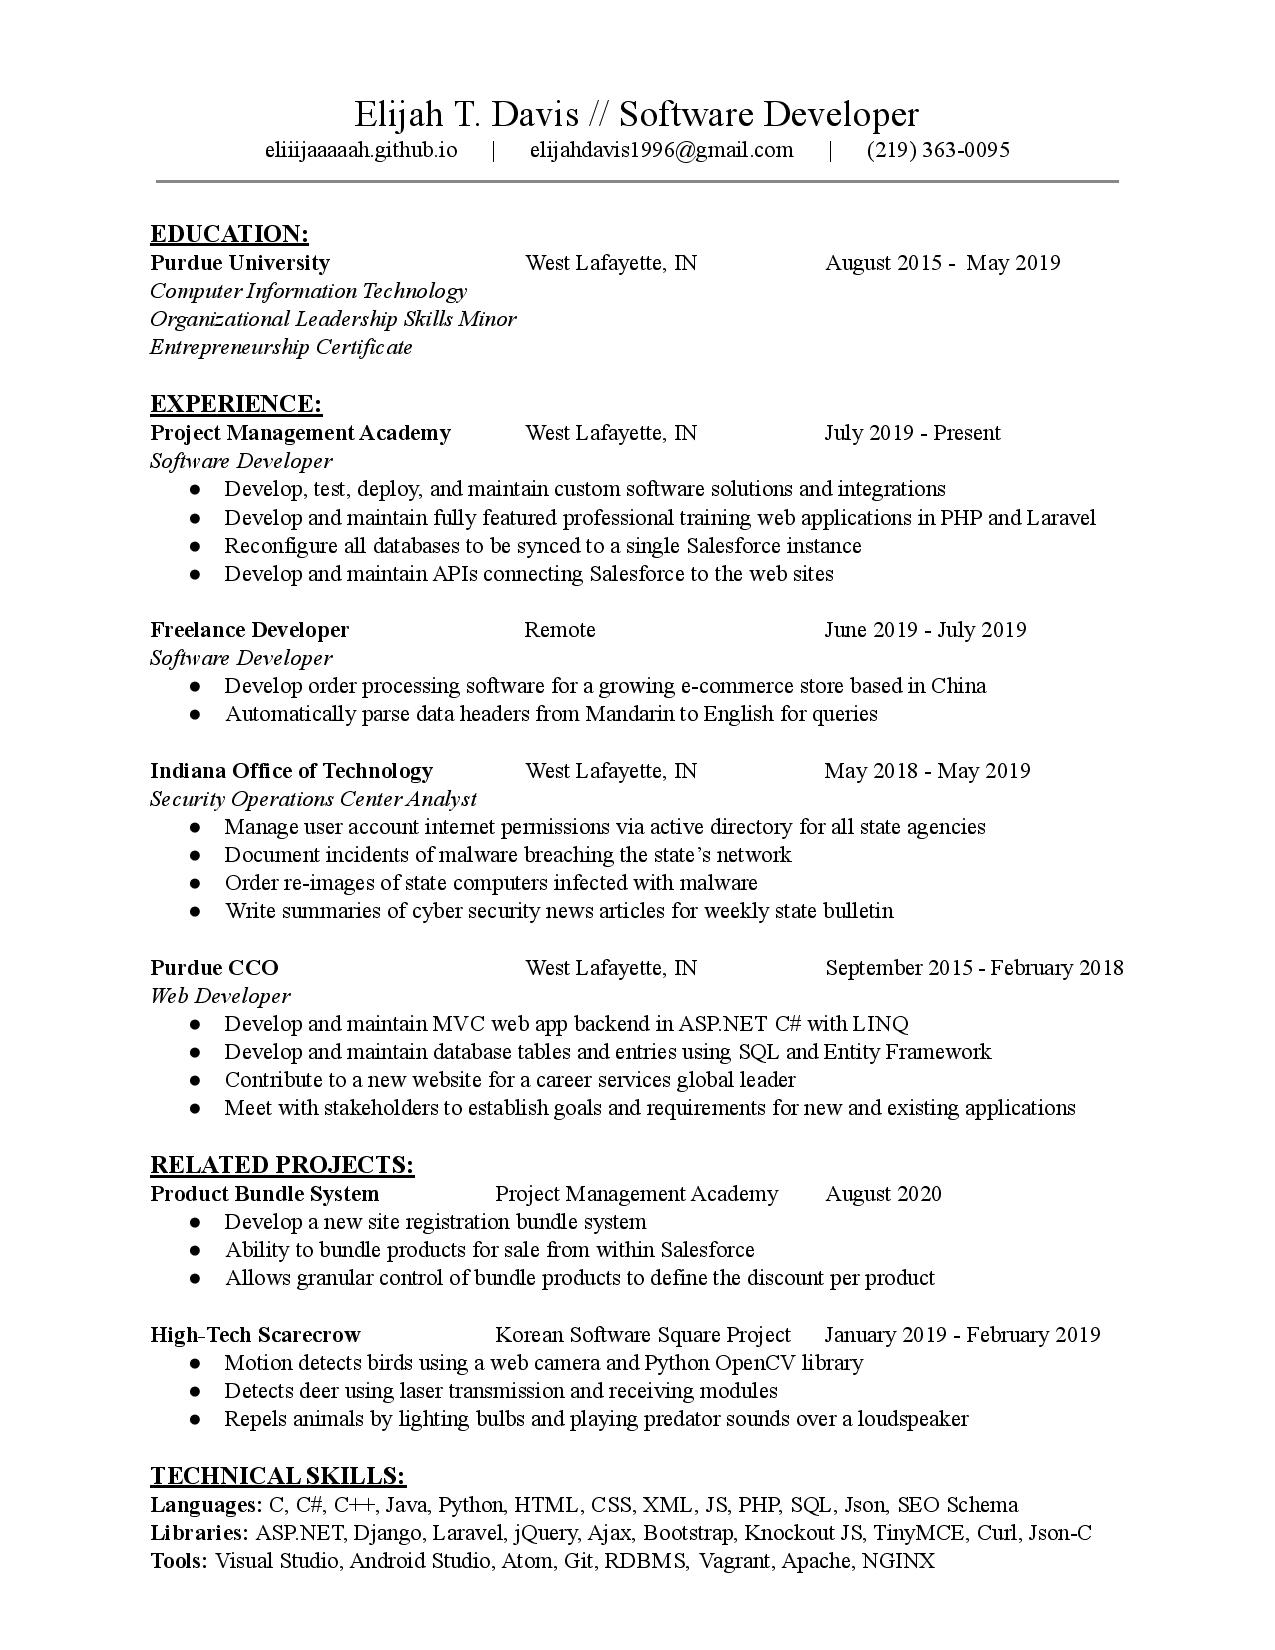 Elijah T. Davis // Software Developer
eliiijaaaaah.github.io | elijahdavis1996@gmail.com | (219) 363-0095
EDUCATION:
Purdue University West Lafayette, IN August 2015 - May 2019
Computer Information Technology
Organizational Leadership Skills Minor
Entrepreneurship Certificate
EXPERIENCE:
Project Management Academy West Lafayette, IN July 2019 - Present
Software Developer
● Develop, test, deploy, and maintain custom software solutions and integrations
● Develop and maintain fully featured professional training web applications in PHP and Laravel
● Reconfigure all databases to be synced to a single Salesforce instance
● Develop and maintain APIs connecting Salesforce to the web sites
Freelance Developer Remote June 2019 - July 2019
Software Developer
● Develop order processing software for a growing e-commerce store based in China
● Automatically parse data headers from Mandarin to English for queries
Indiana Office of Technology West Lafayette, IN May 2018 - May 2019
Security Operations Center Analyst
● Manage user account internet permissions via active directory for all state agencies
● Document incidents of malware breaching the state's network
● Order re-images of state computers infected with malware
● Write summaries of cyber security news articles for weekly state bulletin
Purdue CCO West Lafayette, IN September 2015 - February 2018
Web Developer
● Develop and maintain MVC web app backend in ASP.NET C# with LINQ
● Develop and maintain database tables and entries using SQL and Entity Framework
● Contribute to a new website for a career services global leader
● Meet with stakeholders to establish goals and requirements for new and existing applications
RELATED PROJECTS:
Product Bundle System Project Management Academy August 2020
● Develop a new site registration bundle system
● Ability to bundle products for sale from within Salesforce
● Allows granular control of bundle products to define the discount per product
High-Tech Scarecrow Korean Software Square Project January 2019 - February 2019
● Motion detects birds using a web camera and Python OpenCV library
● Detects deer using laser transmission and receiving modules
● Repels animals by lighting bulbs and playing predator sounds over a loudspeaker
TECHNICAL SKILLS:
Languages: C, C#, C++, Java, Python, HTML, CSS, XML, JS, PHP, SQL, Json, SEO Schema
Libraries: ASP.NET, Django, Laravel, jQuery, Ajax, Bootstrap, Knockout JS, TinyMCE, Curl, Json-C
Tools: Visual Studio, Android Studio, Atom, Git, RDBMS, Vagrant, Apache, NGINX